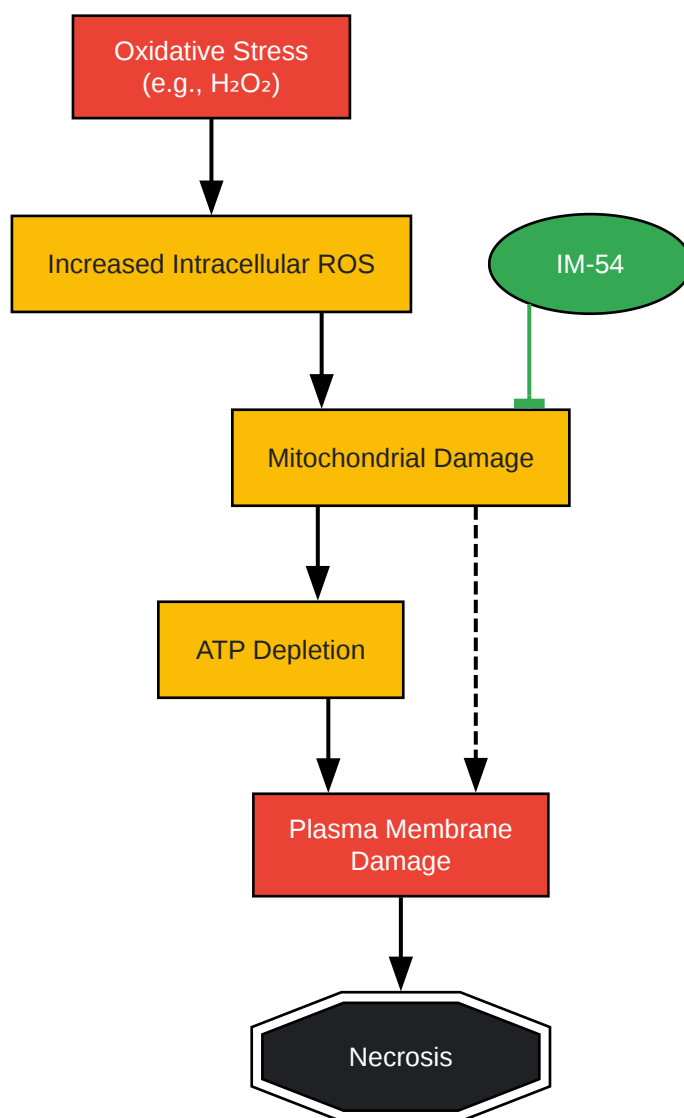 Oxidative Stress
(e.g., H₂O₂)
Increased Intracellular ROS
IM-54
Mitochondrial Damage
ATP Depletion
Plasma Membrane
Damage
Necrosis